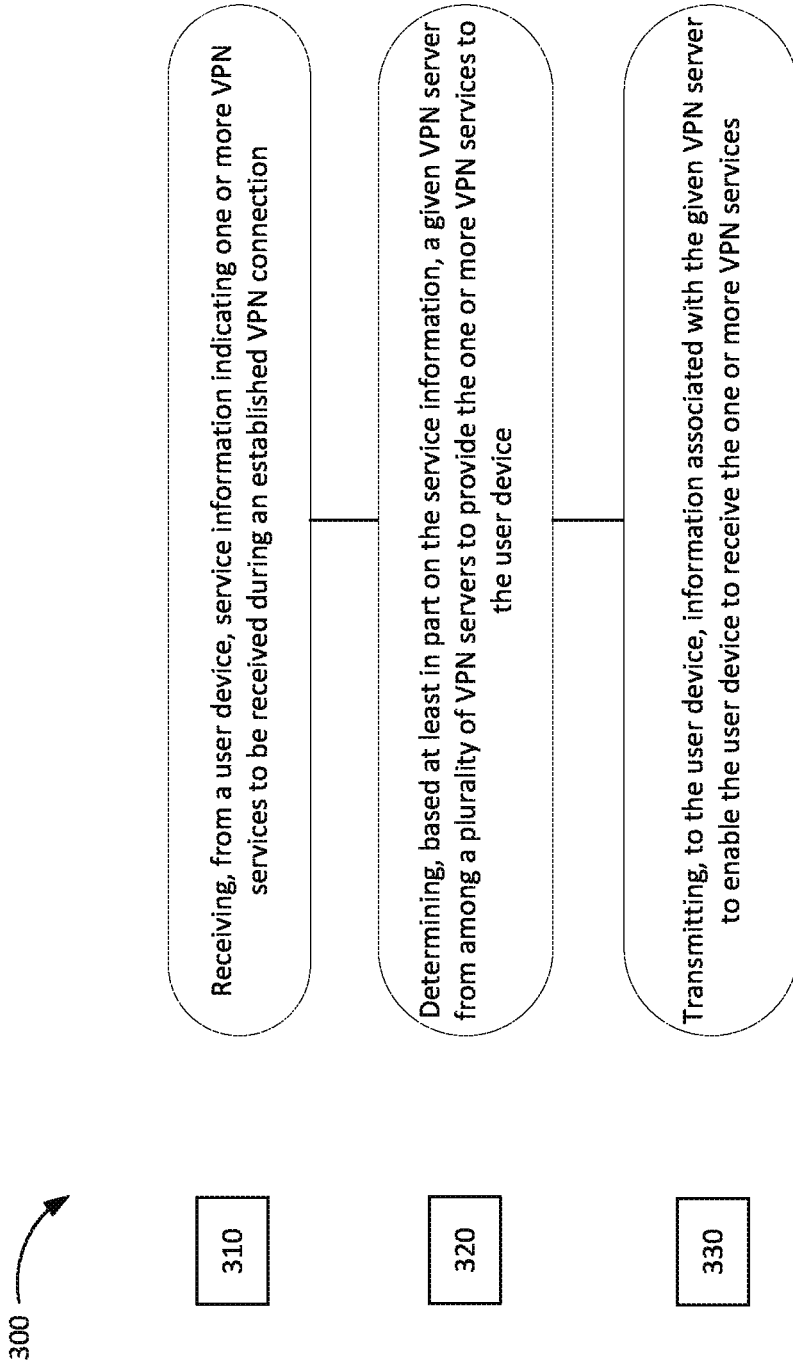 300
310
Receiving, from a user device, service information indicating one or more VPN
services to be received during an established VPN connection
320
Determining, based at least in part on the service information, a given VPN server
from among a plurality of VPN servers to provide the one or more VPN services to
the user device
330
Transmitting, to the user device, information associated with the given VPN server
to enable the user device to receive the one or more VPN services